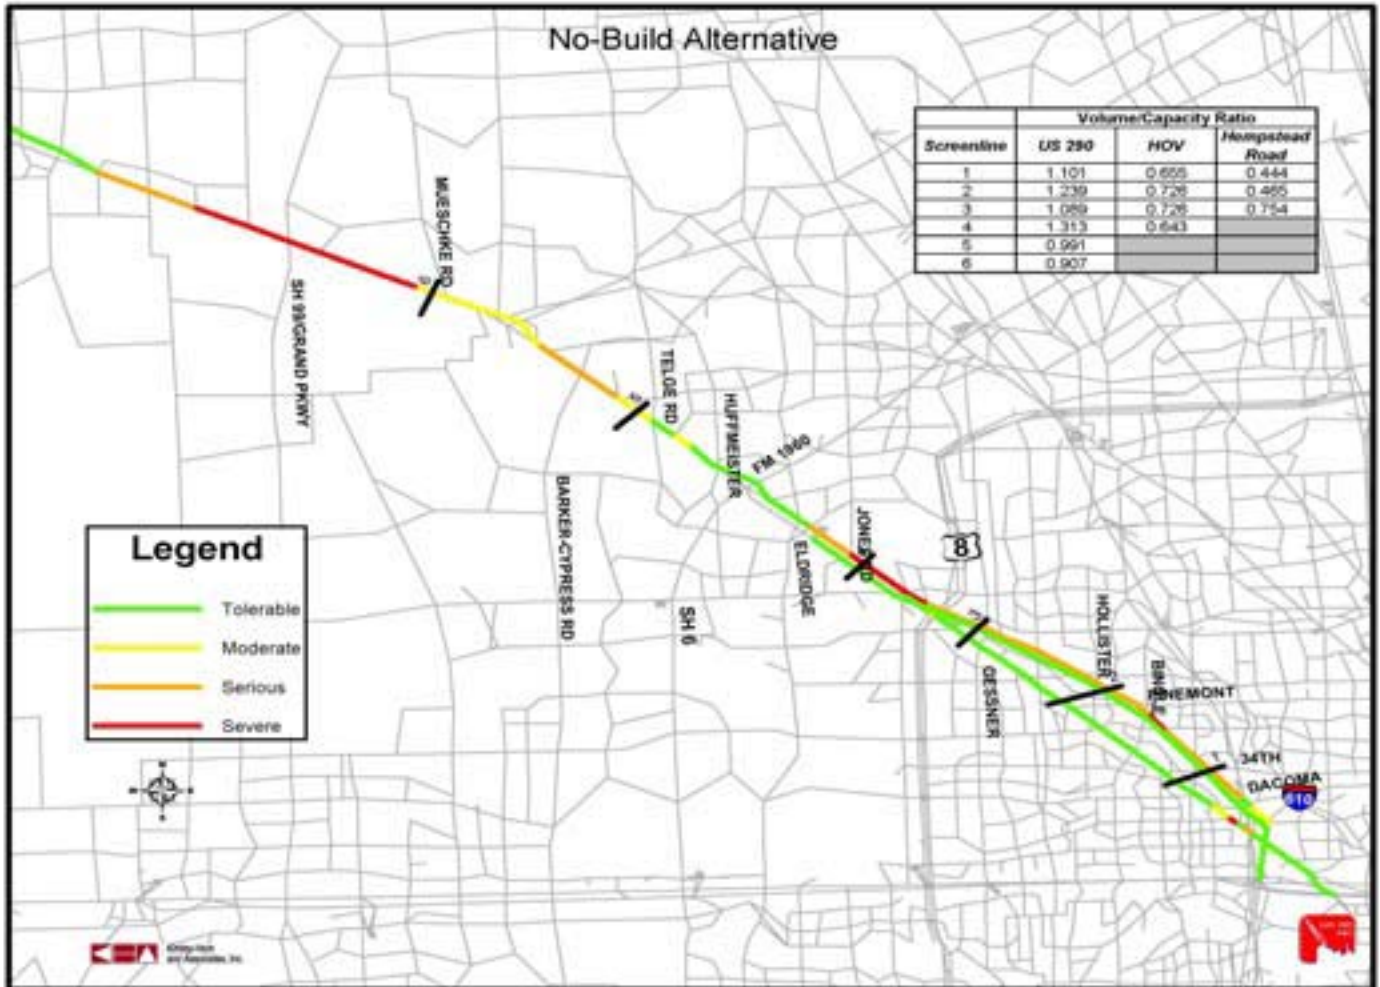 No-Build Alternative
Volume/Capacity Ratio
Screenline US 290 HOV Hempstead Road
1 1.101 0.655 0.444
2 1.239 0.726 0.465
3 1.089 0.726 0.754
4 1.313 0.643
5 0.991
6 0.907
MUESCHKE RD
SH 99/GRAND PKWY
TELGE RD
HUFFMEISTER
FM 1960
BARKER-CYPRESS RD
JONES RD
ELDRIDGE
8
SH 6
HOLLISTER
GESSNER
BINGLE
PINEMONT
34TH
DACOMA
610
Legend
Tolerable
Moderate
Serious
Severe
and Associates, Inc.